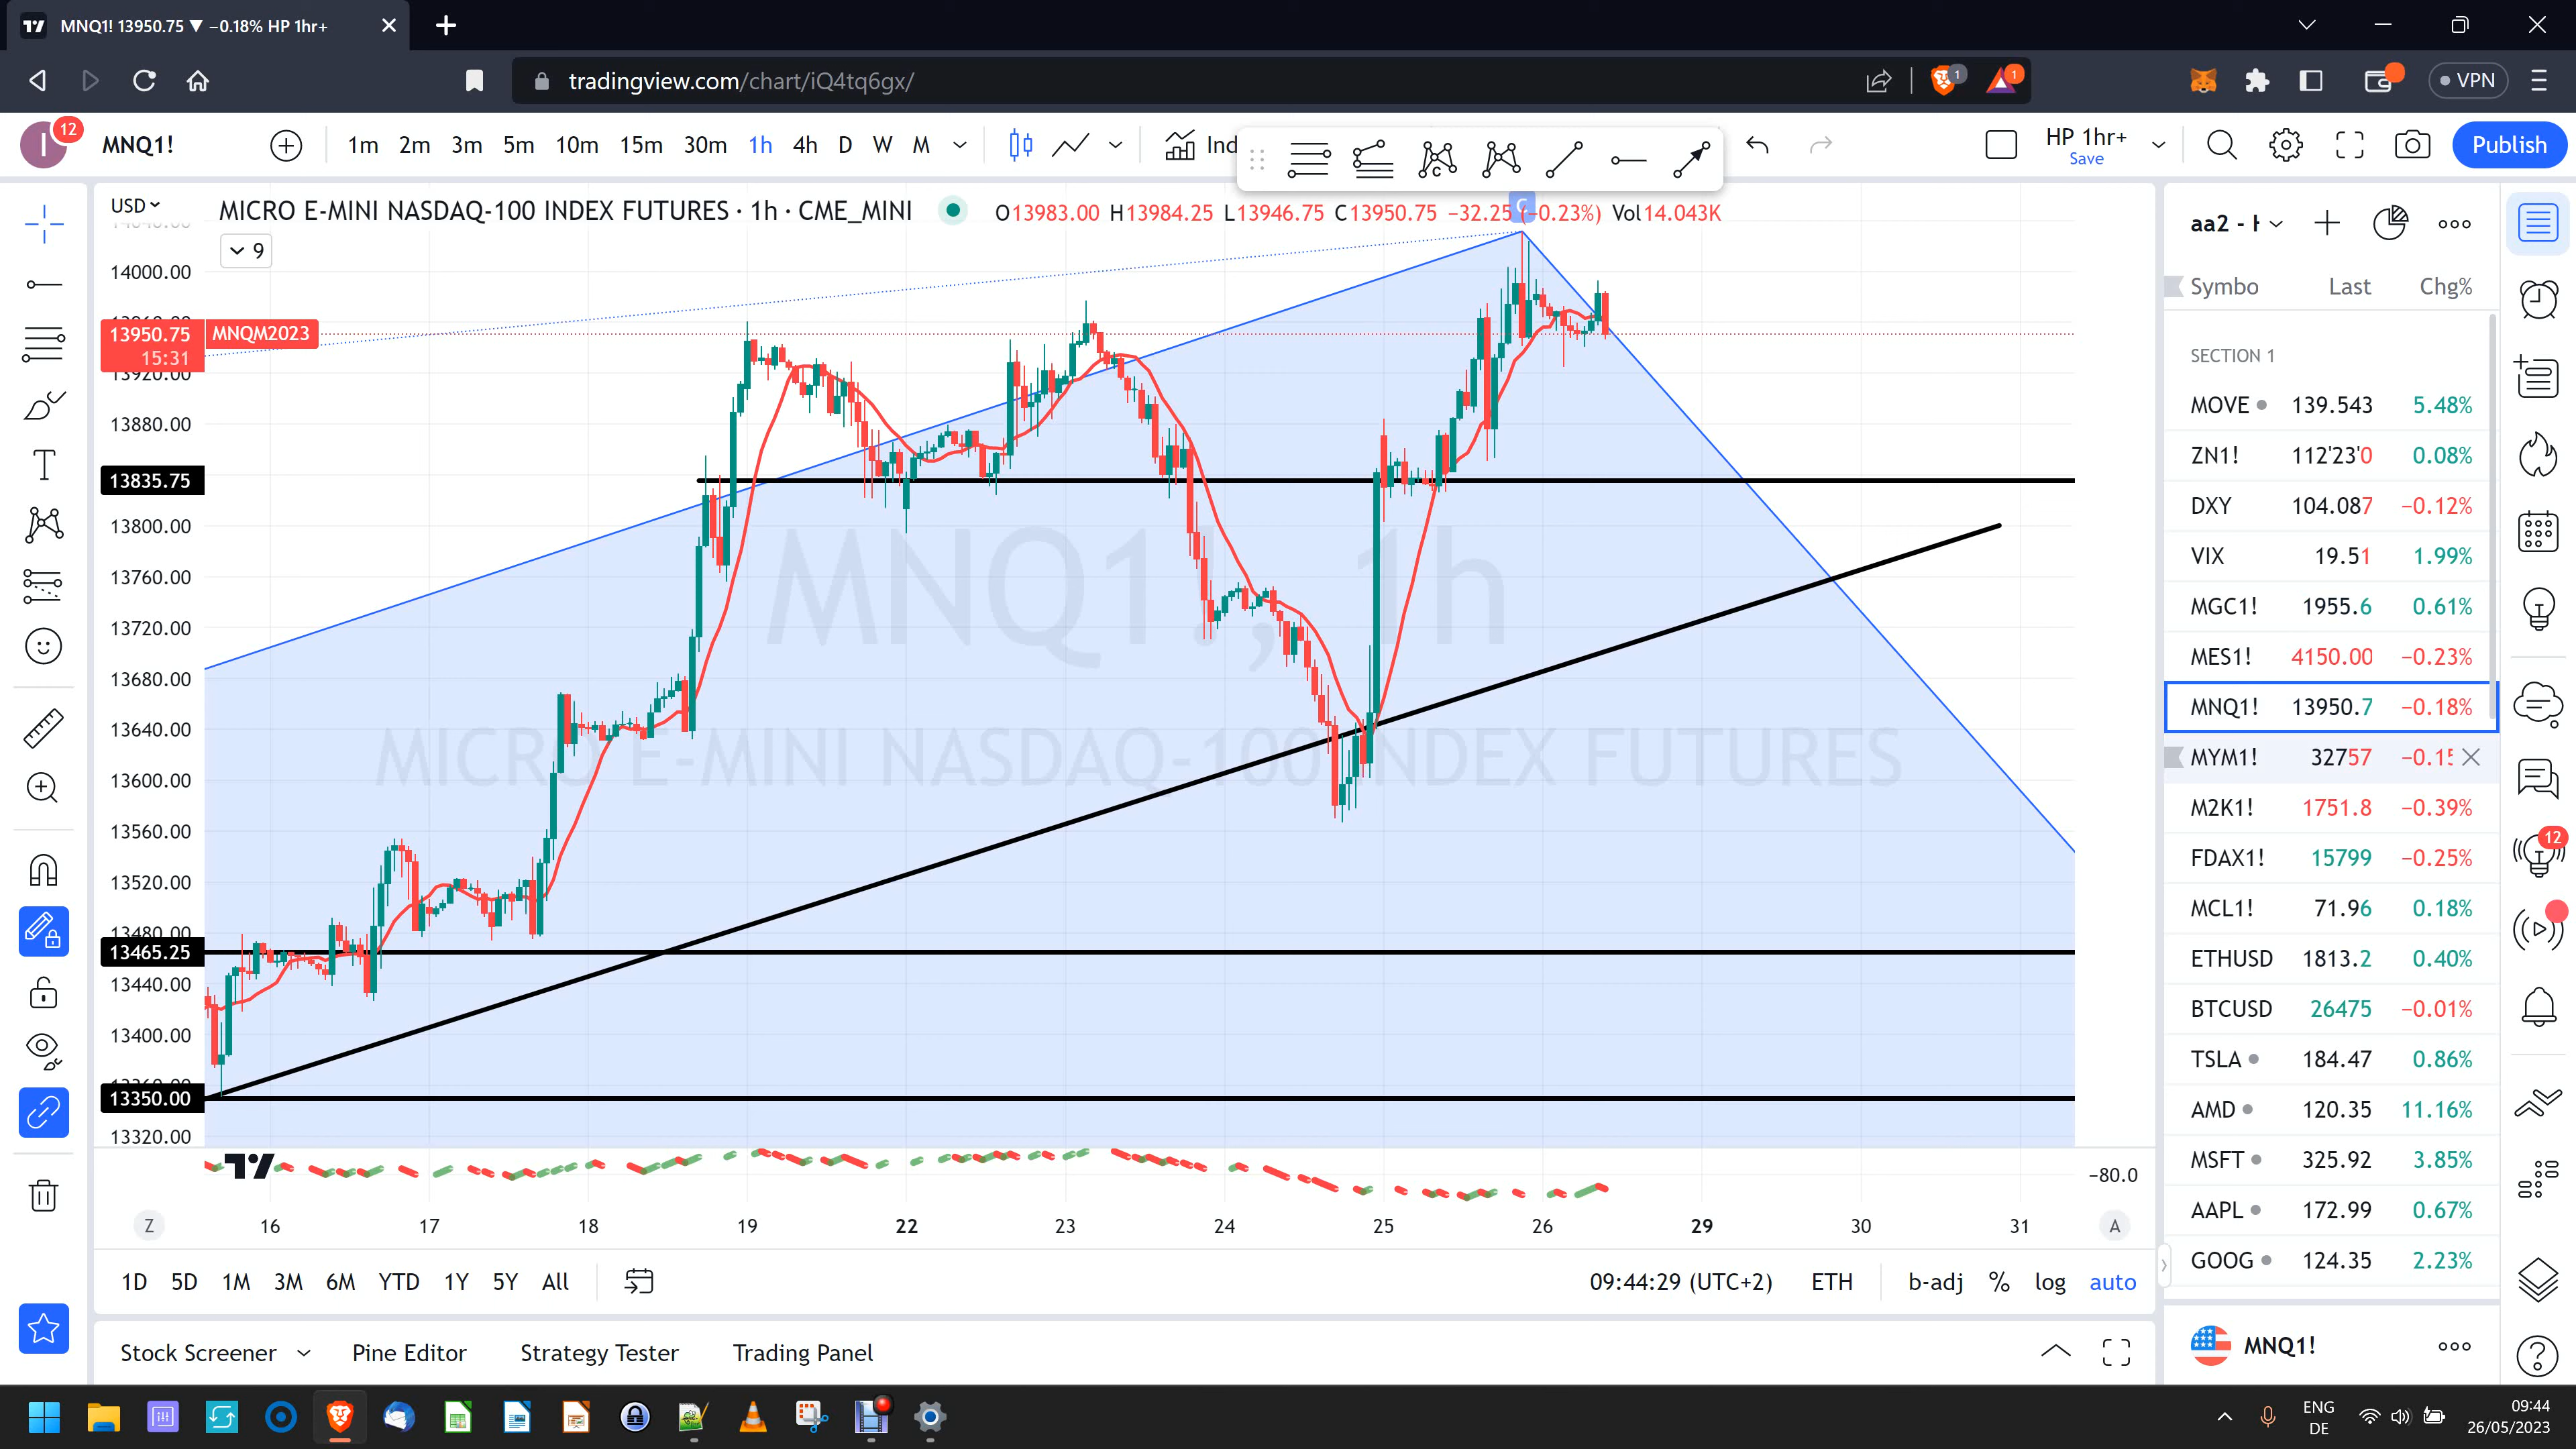 MNQ1! 13950.75 ▼ −0.18% HP 1hr+
tradingview.com/chart/iQ4tq6gx/
1
1
VPN
I
12
MNQ1!
1m 2m 3m 5m 10m 15m 30m 1h 4h D W M
Ind
C
HP 1hr+
Save
Publish
USD
MICRO E-MINI NASDAQ-100 INDEX FUTURES · 1h · CME_MINI
O13983.00 H13984.25 L13946.75 C13950.75 −32.25 (−0.23%) Vol14.043K
C
9
14000.00
13950.75
15:31
MNQM2023
13920.00
13880.00
13835.75
13800.00
13760.00
13720.00
13680.00
13640.00
13600.00
13560.00
13520.00
13480.00
13465.25
13440.00
13400.00
13360.00
13350.00
13320.00
MNQ1!, 1h
MICRO E-MINI NASDAQ-100 INDEX FUTURES
−80.0
Z 16 17 18 19 22 23 24 25 26 29 30 31 A
1D 5D 1M 3M 6M YTD 1Y 5Y All
09:44:29 (UTC+2) ETH b-adj % log auto
Stock Screener Pine Editor Strategy Tester Trading Panel
aa2 - H
Symbo Last Chg%
SECTION 1
MOVE 139.543 5.48%
ZN1! 112'23'0 0.08%
DXY 104.087 −0.12%
VIX 19.51 1.99%
MGC1! 1955.6 0.61%
MES1! 4150.00 −0.23%
MNQ1! 13950.7 −0.18%
MYM1! 32757 −0.15
M2K1! 1751.8 −0.39%
FDAX1! 15799 −0.25%
MCL1! 71.96 0.18%
ETHUSD 1813.2 0.40%
BTCUSD 26475 −0.01%
TSLA 184.47 0.86%
AMD 120.35 11.16%
MSFT 325.92 3.85%
AAPL 172.99 0.67%
GOOG 124.35 2.23%
MNQ1!
12
ENG
DE
09:44
26/05/2023